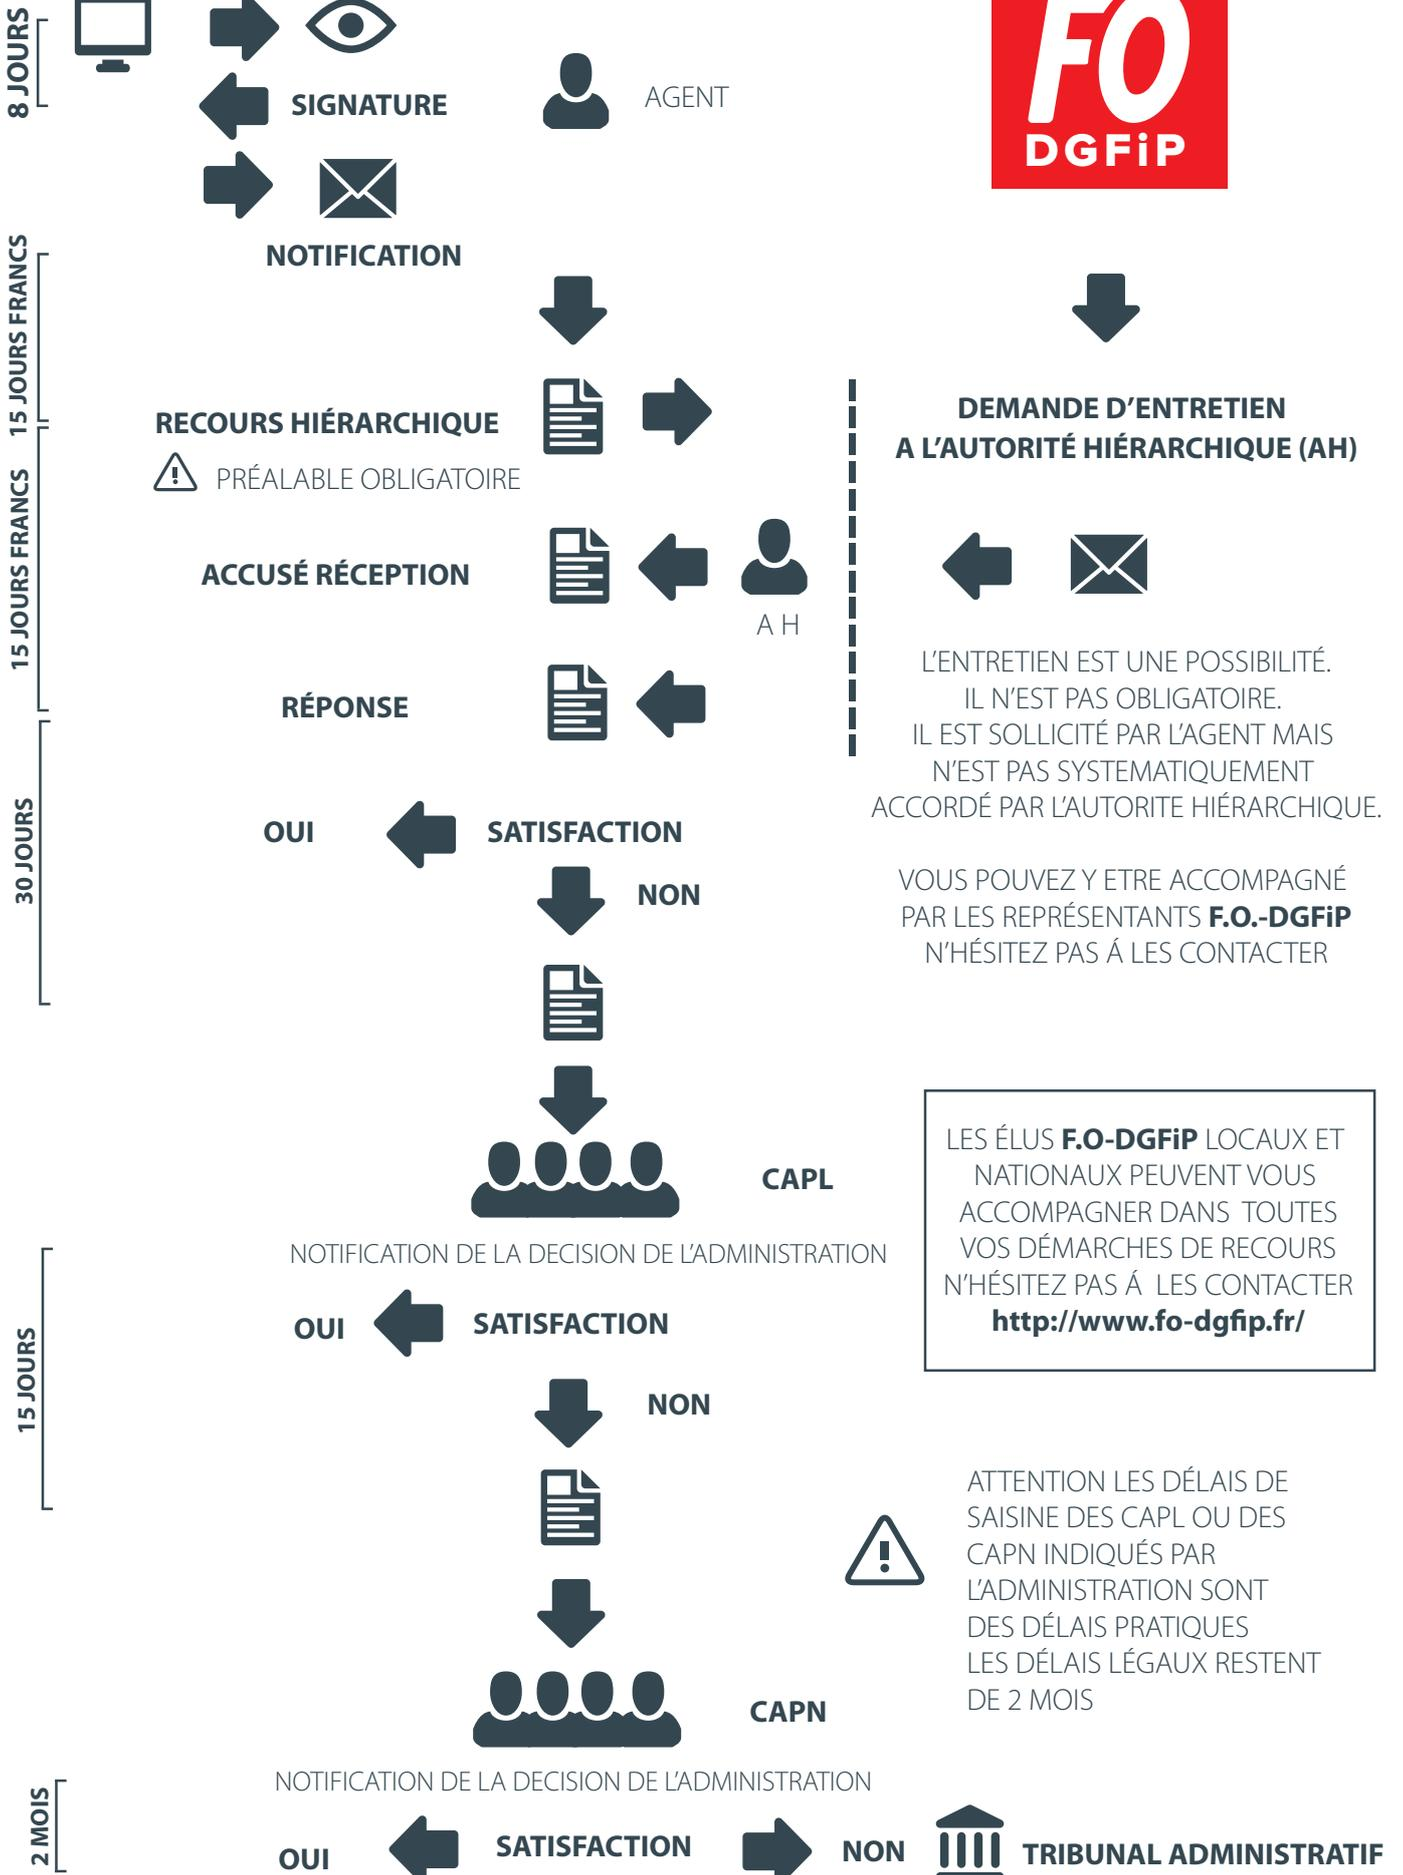 8 JOURS
SIGNATURE
AGENT
FO
DGFiP
NOTIFICATION
15 JOURS FRANCS
RECOURS HIÉRARCHIQUE
PRÉALABLE OBLIGATOIRE
DEMANDE D’ENTRETIEN
A L’AUTORITÉ HIÉRARCHIQUE (AH)
15 JOURS FRANCS
ACCUSÉ RÉCEPTION
A H
RÉPONSE
L’ENTRETIEN EST UNE POSSIBILITÉ.
IL N’EST PAS OBLIGATOIRE.
IL EST SOLLICITÉ PAR L’AGENT MAIS
N’EST PAS SYSTEMATIQUEMENT
ACCORDÉ PAR L’AUTORITE HIÉRARCHIQUE.
VOUS POUVEZ Y ETRE ACCOMPAGNÉ
PAR LES REPRÉSENTANTS F.O.-DGFiP
N’HÉSITEZ PAS Á LES CONTACTER
30 JOURS
OUI
SATISFACTION
NON
CAPL
LES ÉLUS F.O-DGFiP LOCAUX ET
NATIONAUX PEUVENT VOUS
ACCOMPAGNER DANS TOUTES
VOS DÉMARCHES DE RECOURS
N’HÉSITEZ PAS Á LES CONTACTER
http://www.fo-dgfip.fr/
NOTIFICATION DE LA DECISION DE L’ADMINISTRATION
15 JOURS
OUI
SATISFACTION
NON
ATTENTION LES DÉLAIS DE
SAISINE DES CAPL OU DES
CAPN INDIQUÉS PAR
L’ADMINISTRATION SONT
DES DÉLAIS PRATIQUES
LES DÉLAIS LÉGAUX RESTENT
DE 2 MOIS
CAPN
NOTIFICATION DE LA DECISION DE L’ADMINISTRATION
2 MOIS
OUI
SATISFACTION
NON
TRIBUNAL ADMINISTRATIF